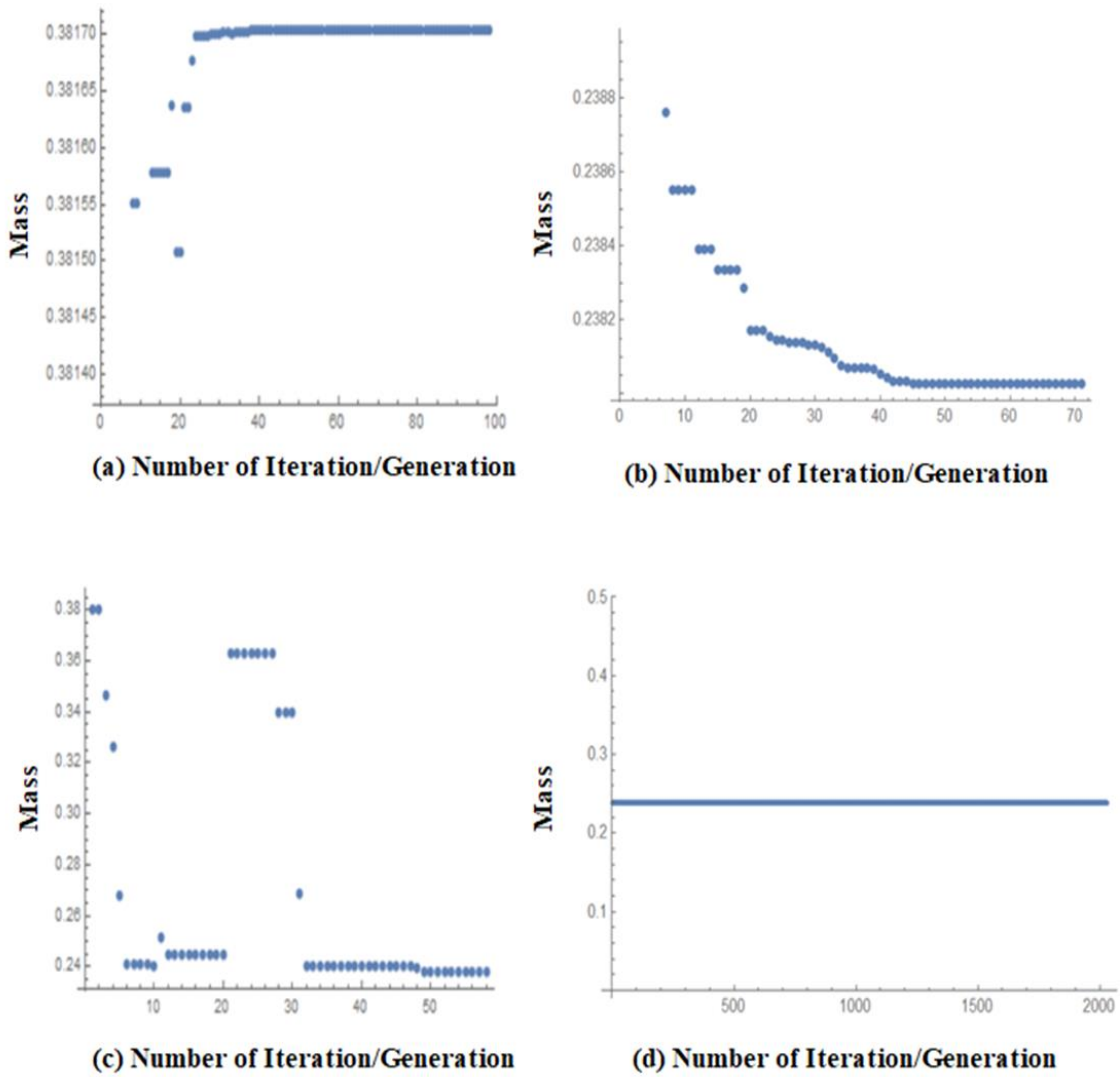 0.38170
0.38165
0.38160
0.38155
0.38150
0.38145
0.38140
Mass
0 20 40 60 80 100
(a) Number of Iteration/Generation
0.2388
0.2386
0.2384
0.2382
Mass
0 10 20 30 40 50 60 70
(b) Number of Iteration/Generation
0.38
0.36
0.34
0.32
0.30
0.28
0.26
0.24
Mass
10 20 30 40 50
(c) Number of Iteration/Generation
0.5
0.4
0.3
0.2
0.1
Mass
500 1000 1500 2000
(d) Number of Iteration/Generation